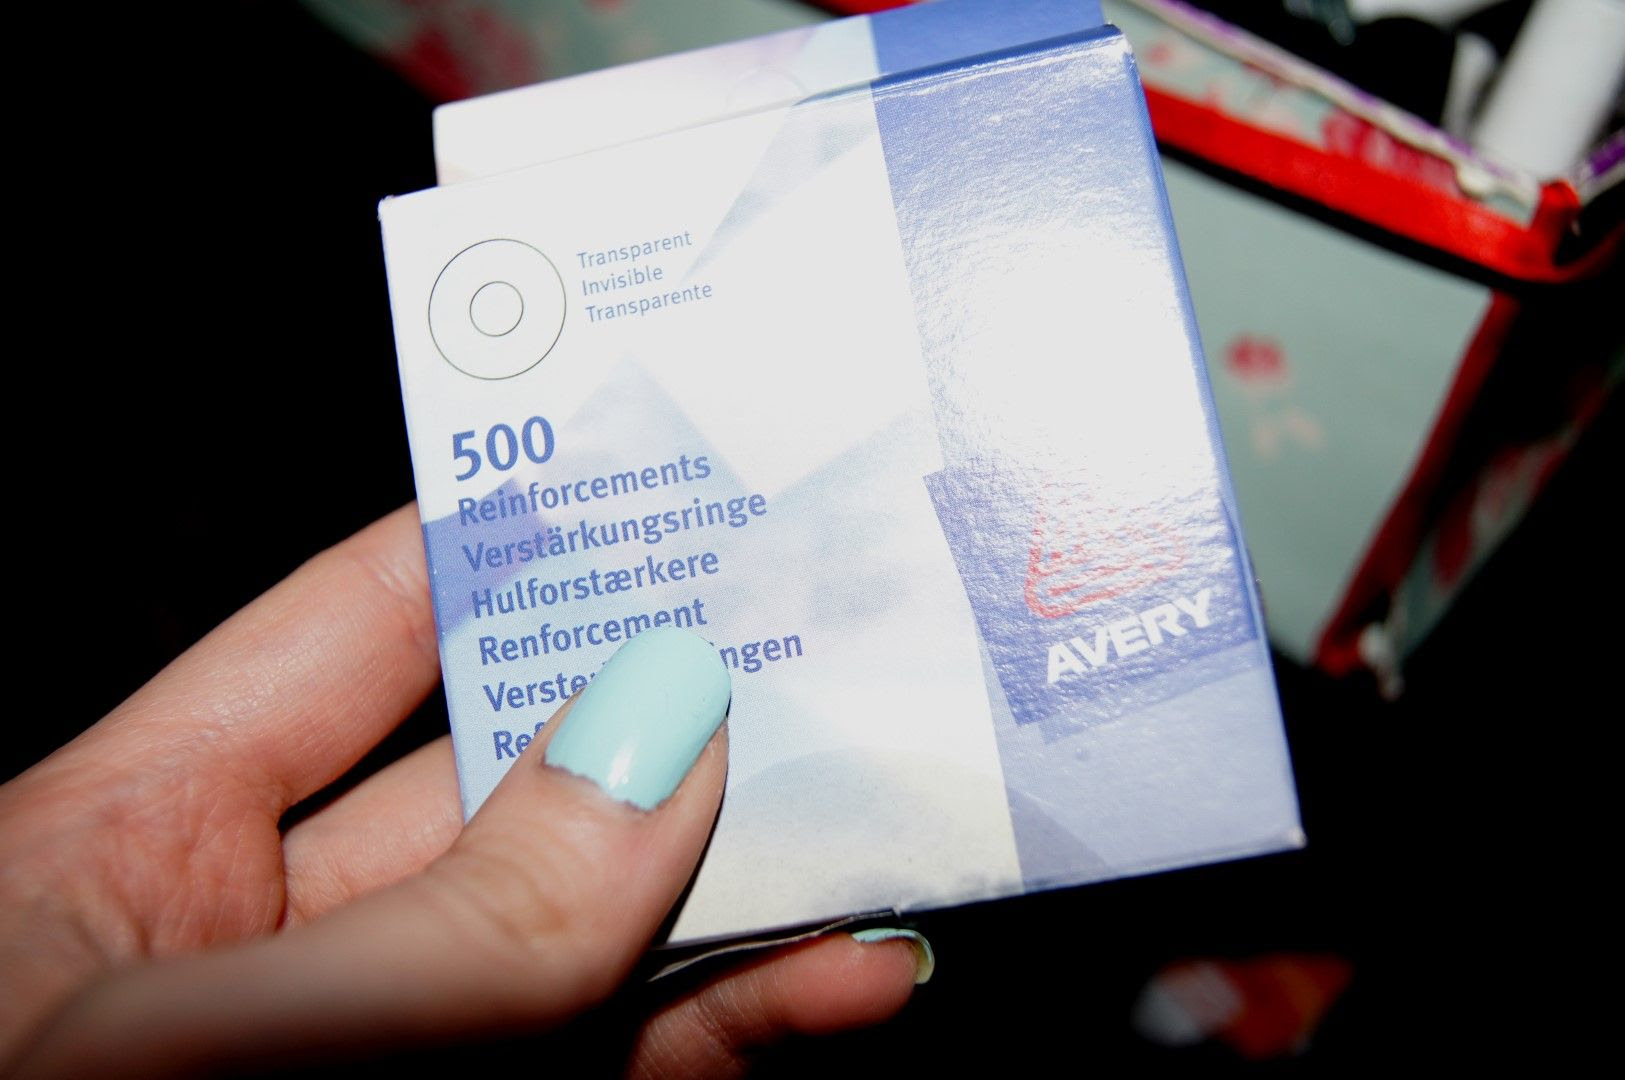 Transparent
Invisible
Transparente
500
Reinforcements
Verstärkungsringe
Hulforstærkere
Renforcement
AVERY